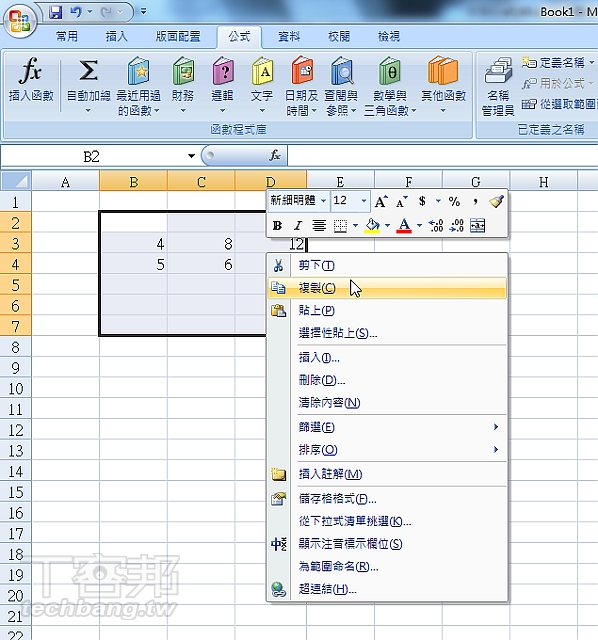 Book1 - M
常用 插入 版面配置 公式 資料 校閱 檢視
fx Σ ? A θ
插入函數 自動加總 最近用過的函數 財務 邏輯 文字 日期及時間 查閱與參照 數學與三角函數 其他函數 名稱管理員
定義名稱
用於公式
從選取範圍
函數程式庫 已定義之名稱
B2 fx
A B C D E F G H
新細明體 12 A A $ % ,
B I A .0 .00 .00 .0
1
2
3 4 8 12
4 5 6
5
6
7
8
9
10
11
12
13
14
15
16
17
18
19
20
21
22
剪下(T)
複製(C)
貼上(P)
選擇性貼上(S)...
插入(I)...
刪除(D)...
清除內容(N)
篩選(E)
排序(O)
插入註解(M)
儲存格格式(F)...
從下拉式清單挑選(K)...
顯示注音標示欄位(S)
為範圍命名(R)...
超連結(H)...
T客邦
techbang.tw